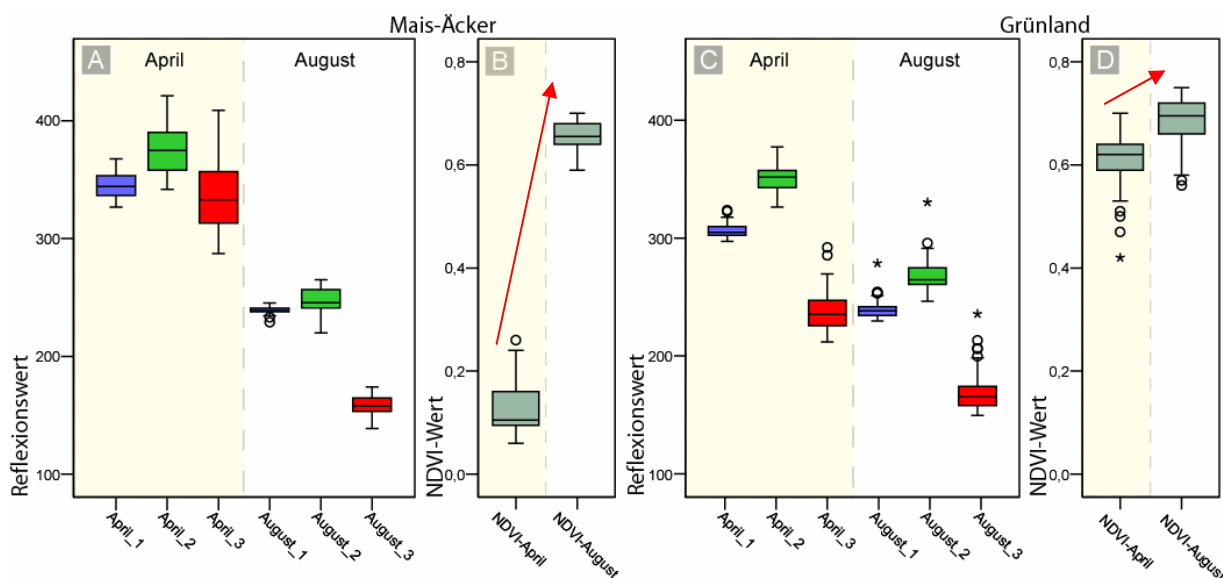 Mais-Äcker
Grünland
A
April
August
Reflexionswert
400
300
200
100
April_1
April_2
April_3
August_1
August_2
August_3
B
NDVI-Wert
0,8
0,6
0,4
0,2
0,0
NDVI-April
NDVI-August
C
April
August
Reflexionswert
400
300
200
100
April_1
April_2
April_3
August_1
August_2
August_3
D
NDVI-Wert
0,8
0,6
0,4
0,2
0,0
NDVI-April
NDVI-August